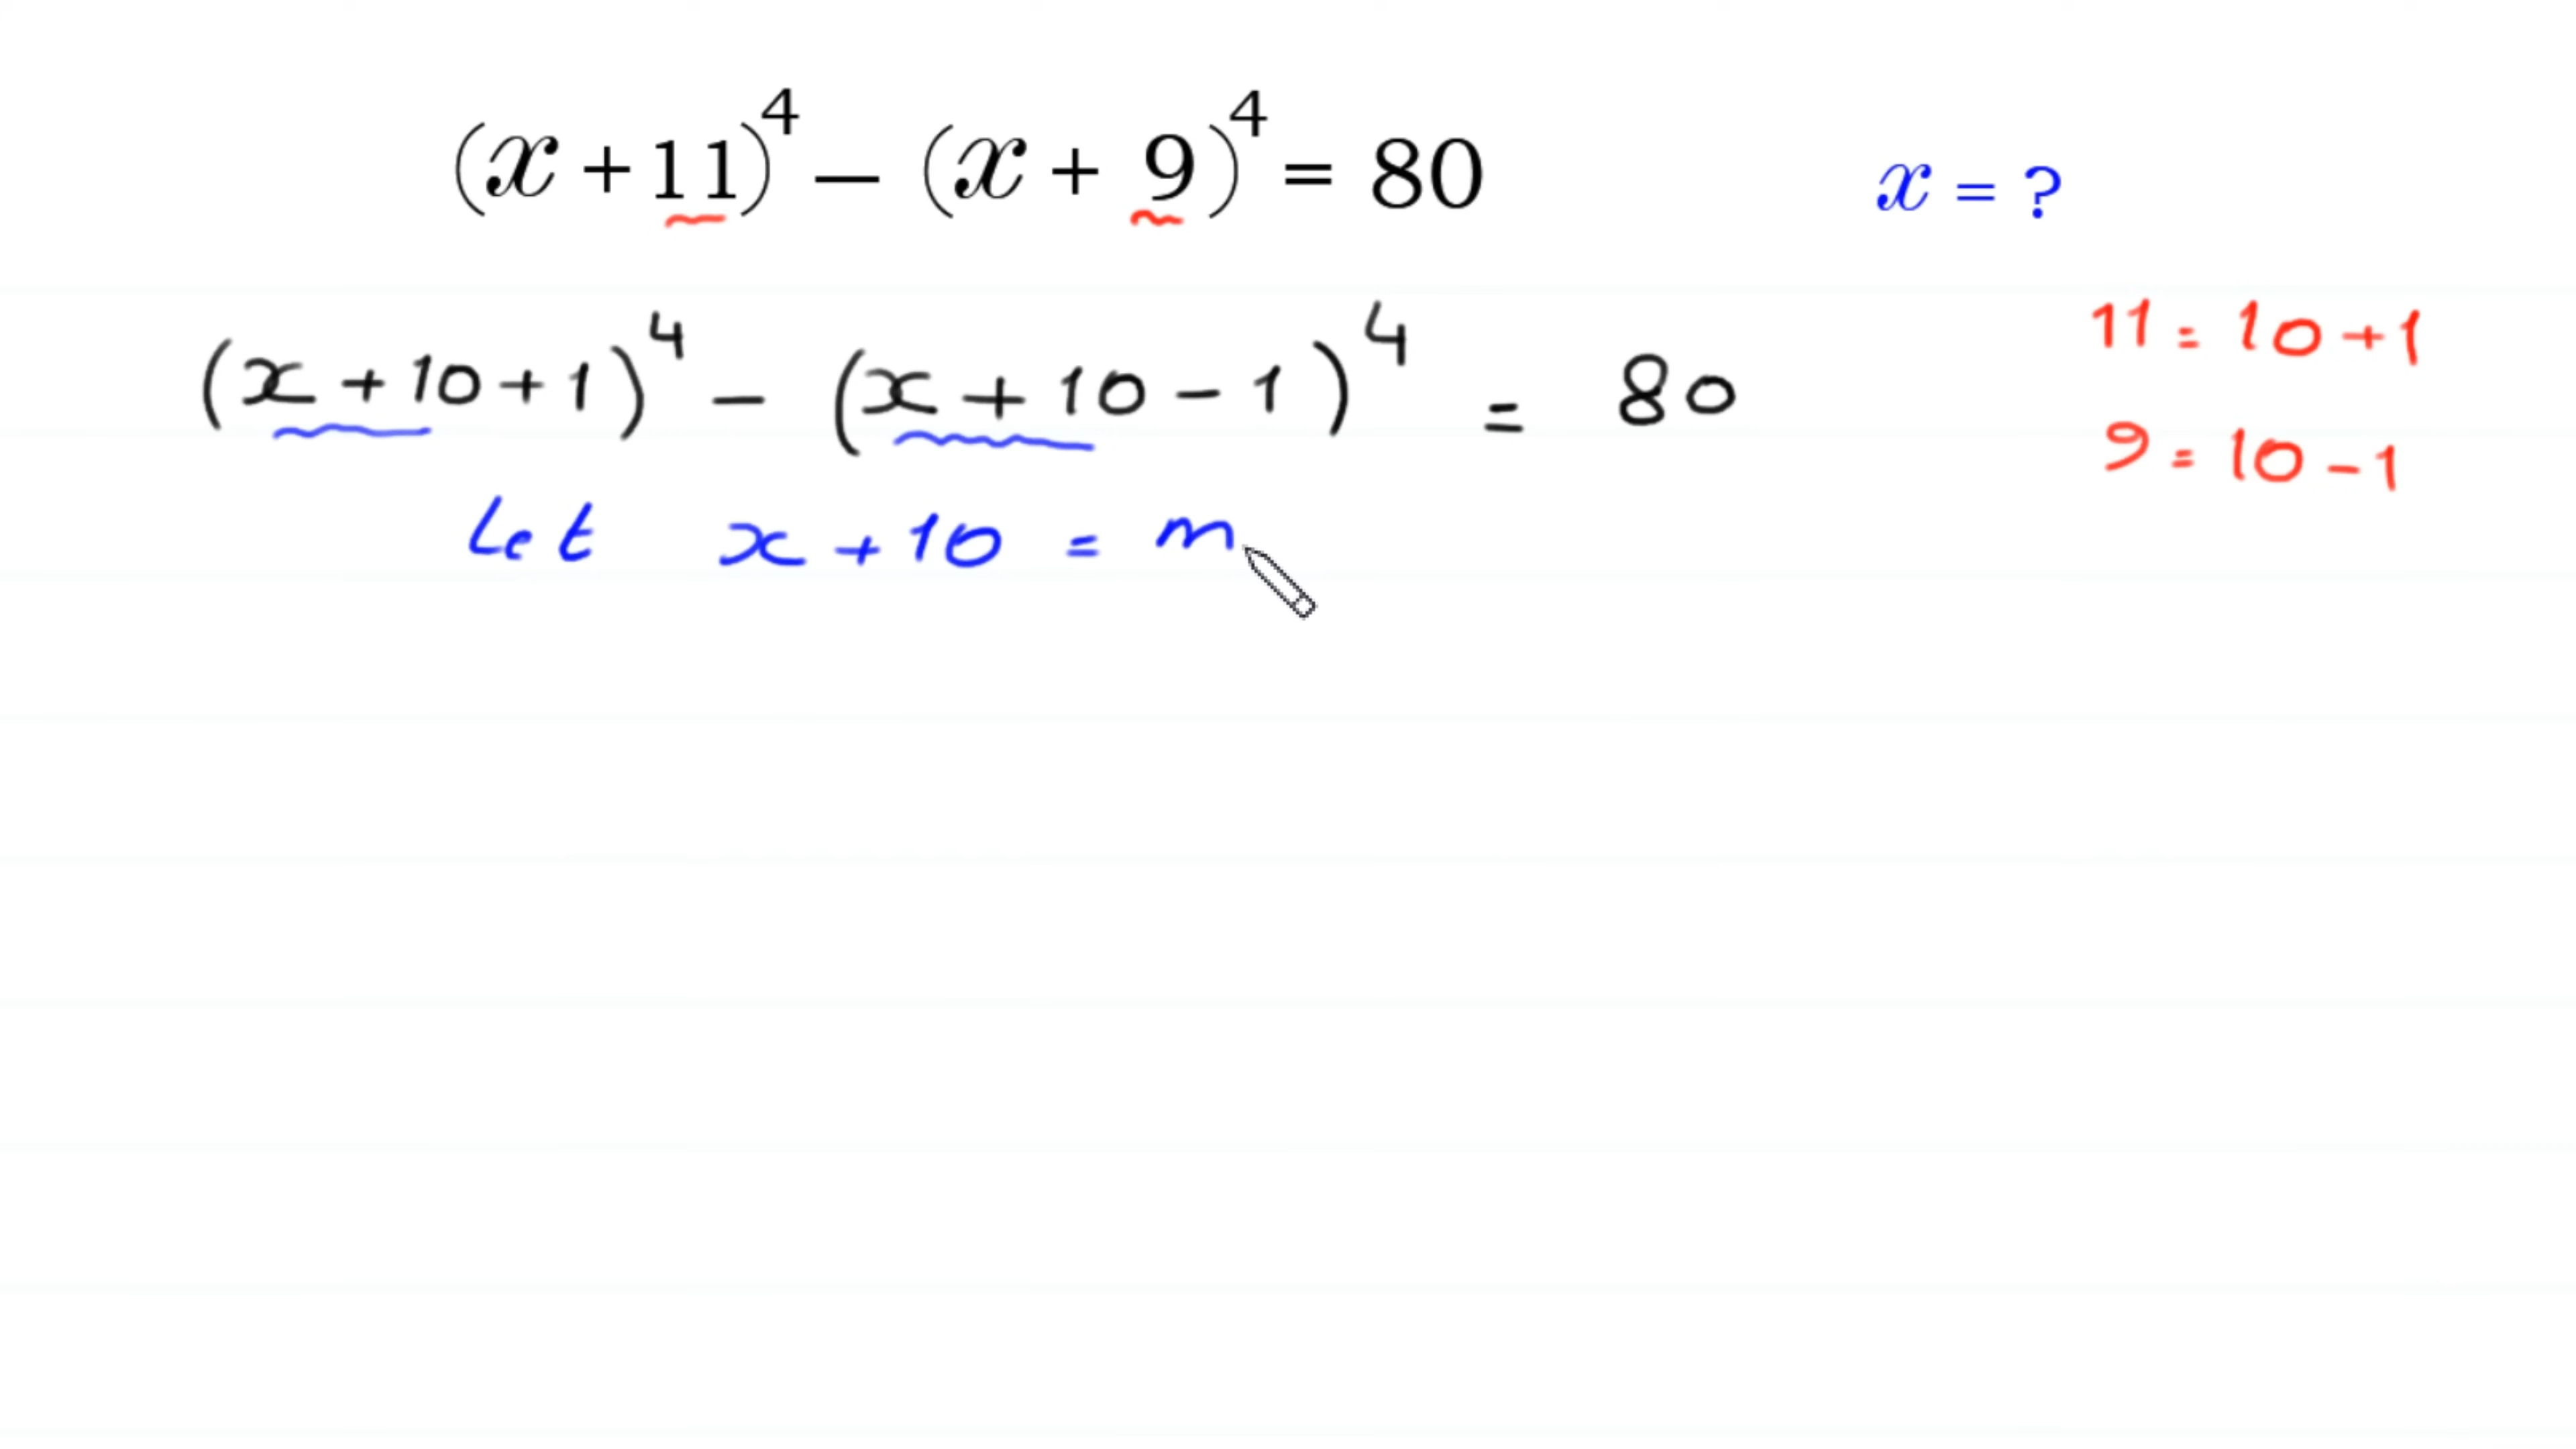 (x + 11)⁴ − (x + 9)⁴ = 80
x = ?
(x + 10 + 1)⁴ − (x + 10 − 1)⁴ = 80
11 = 10 + 1
9 = 10 − 1
Let x + 10 = m